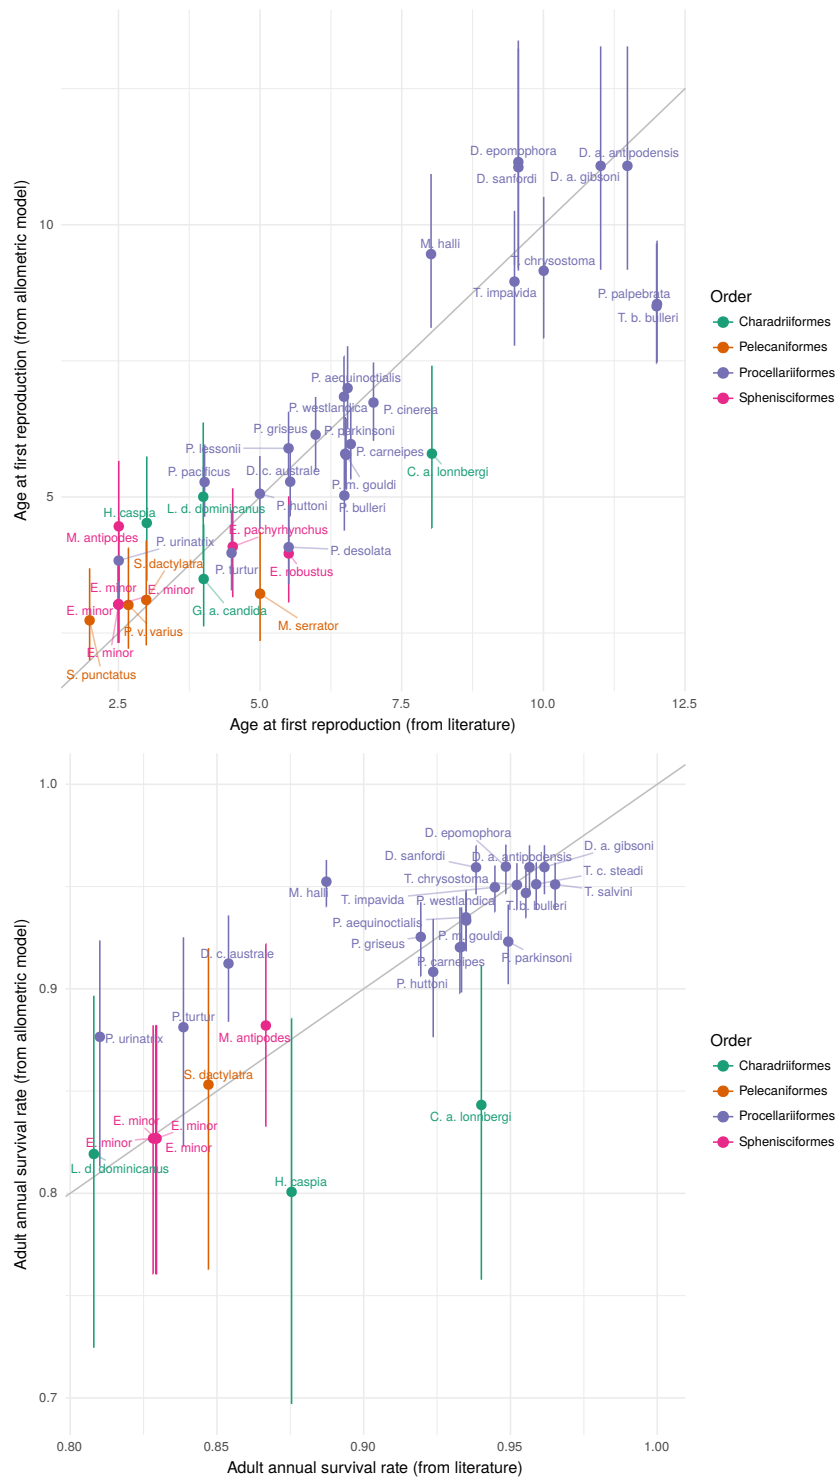 D. epomophora
D. a. antipodensis
D. sanfordi
D. a. gibsoni
M. halli
T. chrysostoma
T. impavida
P. palpebrata
T. b. bulleri
P. aequinoctialis
P. westlandica
P. cinerea
P. griseus
P. parkinsoni
P. lessonii
P. carneipes
P. pacificus
D. c. australe
C. a. lonnbergi
P. m. gouldi
L. d. dominicanus
P. huttoni
P. bulleri
H. caspia
E. pachyrhynchus
M. antipodes
P. urinatrix
P. desolata
S. dactylatra
P. turtur
E. robustus
E. minor
E. minor
E. minor
G. a. candida
P. v. varius
M. serrator
E. minor
S. punctatus
10
5
2.5
5.0
7.5
10.0
12.5
Age at first reproduction (from literature)
Age at first reproduction (from allometric model)
Order
Charadriiformes
Pelecaniformes
Procellariiformes
Sphenisciformes
D. epomophora
D. a. gibsoni
D. sanfordi
D. a. antipodensis
T. chrysostoma
T. c. steadi
M. halli
T. impavida
P. westlandica
T. b. bulleri
T. salvini
P. aequinoctialis
P. griseus
P. m. gouldi
D. c. australe
P. carneipes
P. parkinsoni
P. huttoni
P. turtur
P. urinatrix
M. antipodes
S. dactylatra
C. a. lonnbergi
E. minor
E. minor
E. minor
E. minor
L. d. dominicanus
H. caspia
1.0
0.9
0.8
0.7
0.80
0.85
0.90
0.95
1.00
Adult annual survival rate (from literature)
Adult annual survival rate (from allometric model)
Order
Charadriiformes
Pelecaniformes
Procellariiformes
Sphenisciformes